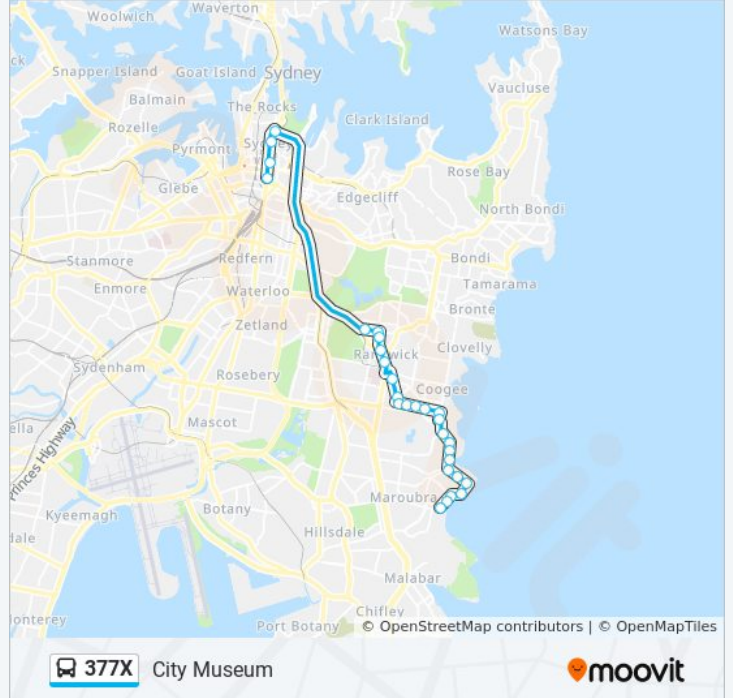 Waverton
Woolwich
Watsons Bay
Snapper Island
Goat Island
Sydney
Vaucluse
Balmain
The Rocks
Clark Island
Rozelle
Pyrmont
Rose Bay
Glebe
Edgecliff
North Bondi
Stanmore
Redfern
Bondi
Enmore
Waterloo
Tamarama
Bronte
Zetland
Clovelly
Sydenham
Rosebery
Coogee
Mascot
Princes Highway
Maroubra
Kyeemagh
Botany
Hillsdale
Malabar
Chifley
Port Botany
© OpenStreetMap contributors | © OpenMapTiles
377X City Museum
moovit